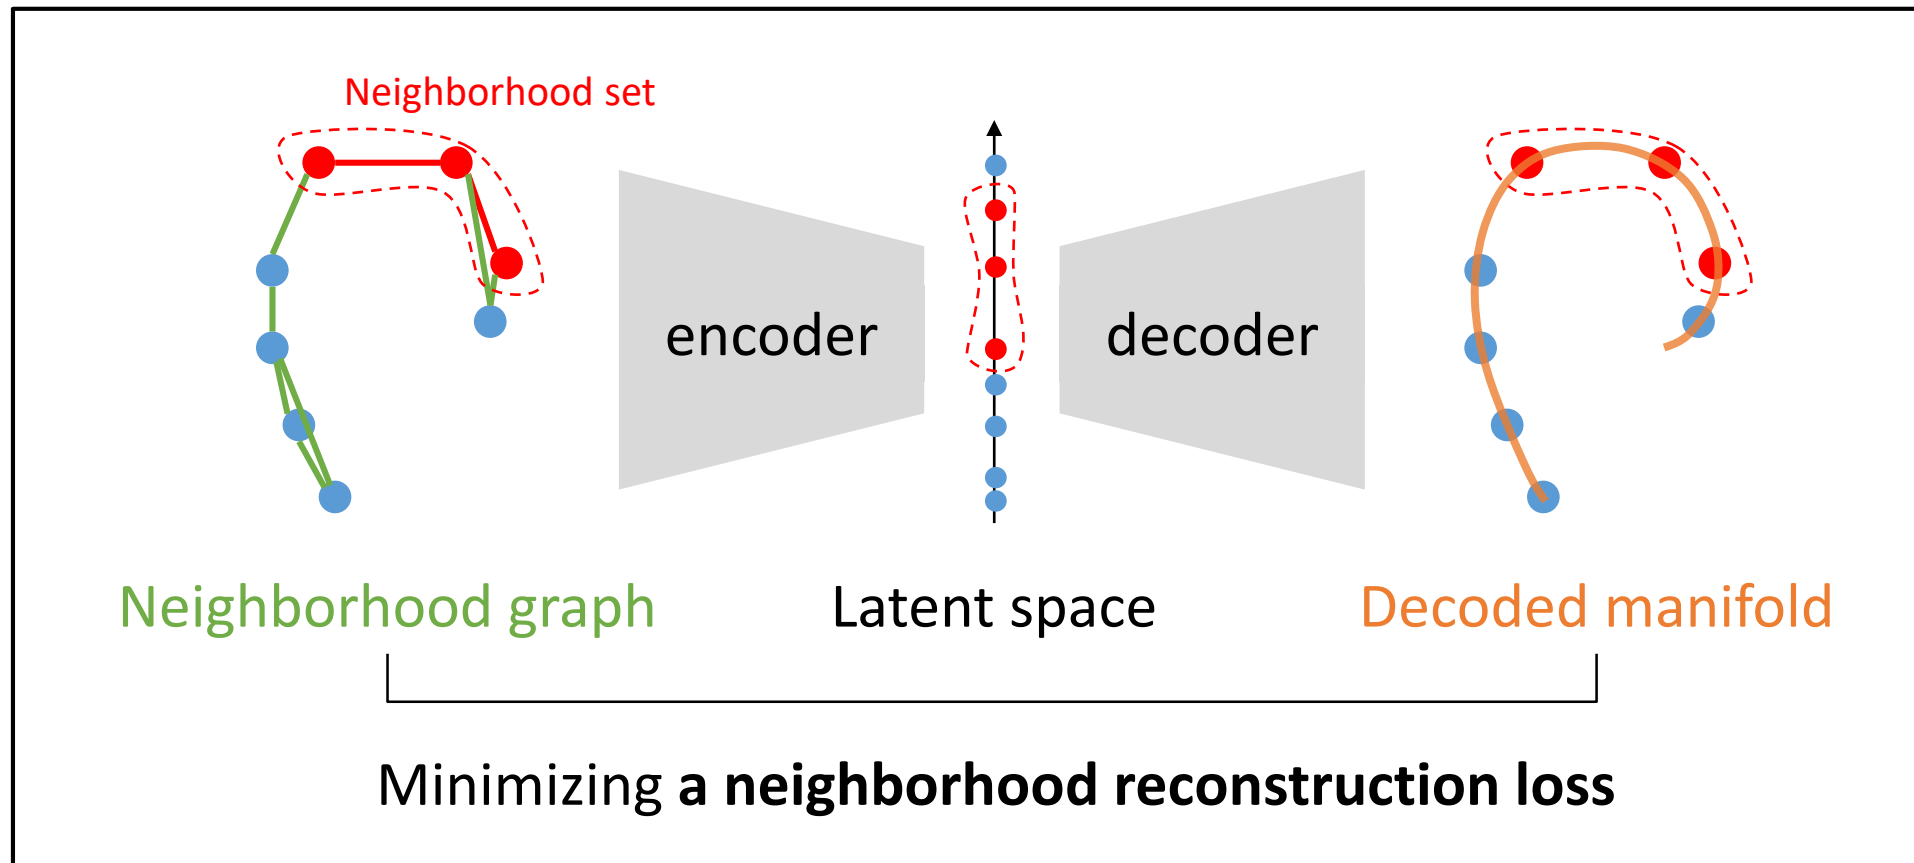 Neighborhood set
encoder
decoder
Neighborhood graph
Latent space
Decoded manifold
Minimizing a neighborhood reconstruction loss